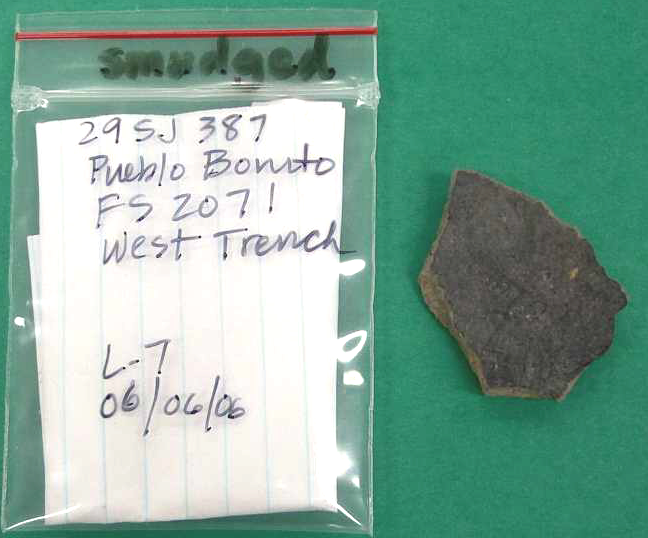 smudged
29SJ 387
Pueblo Bonito
FS 2071
West Trench
L-7
06/06/06